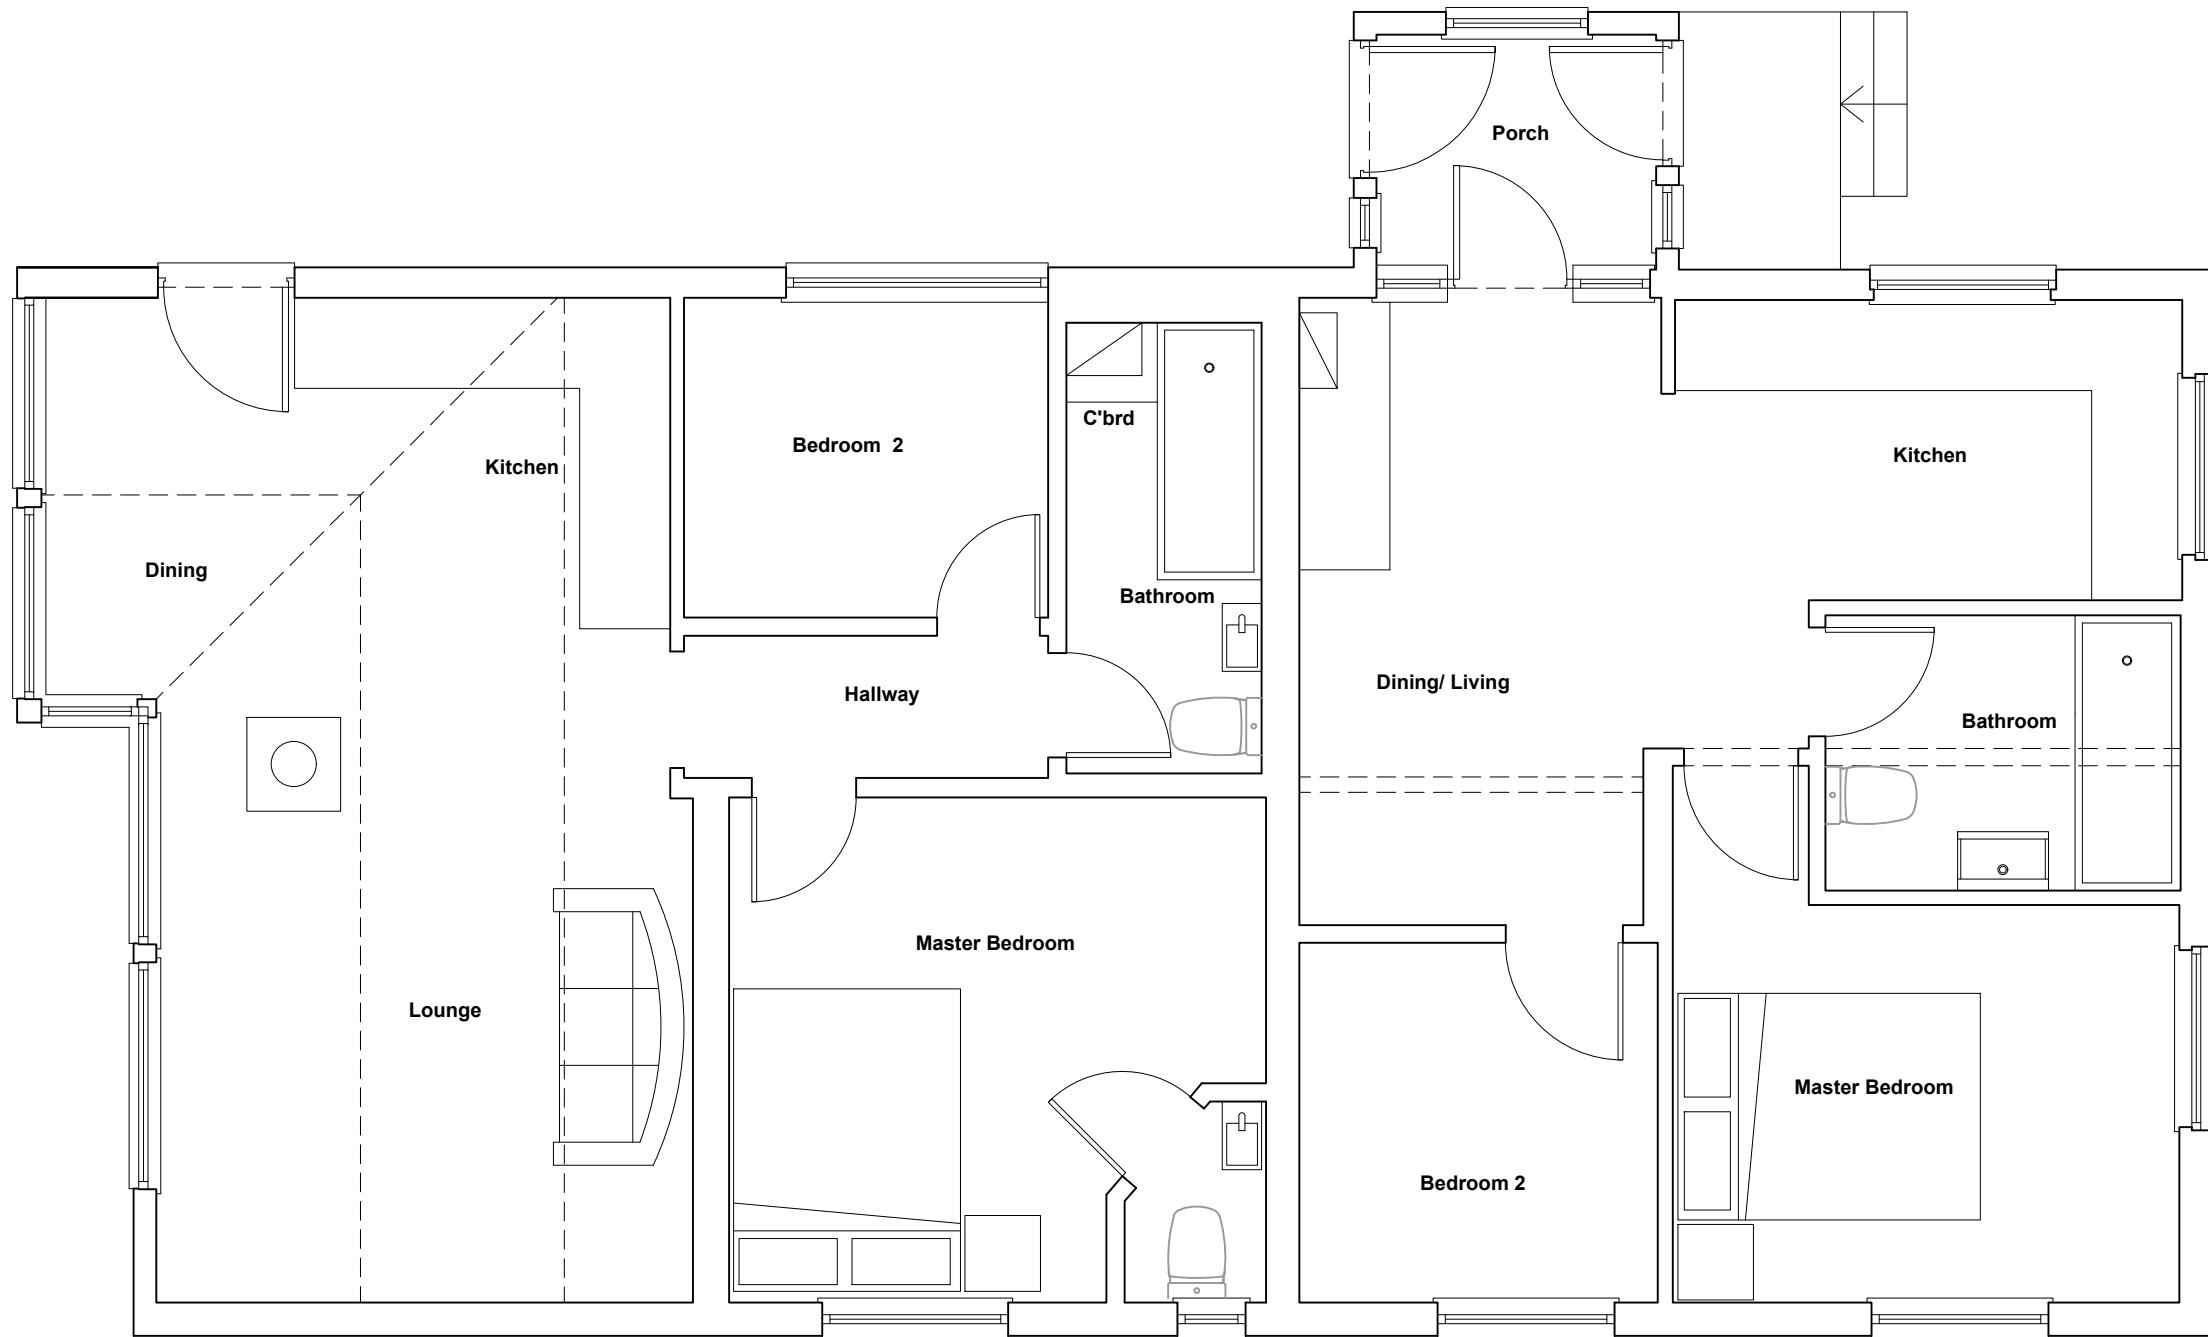 Porch
Bedroom  2
C'brd
Kitchen
Kitchen
Dining
Bathroom
Hallway
Dining/ Living
Bathroom
Master Bedroom
Lounge
Master Bedroom
Bedroom 2